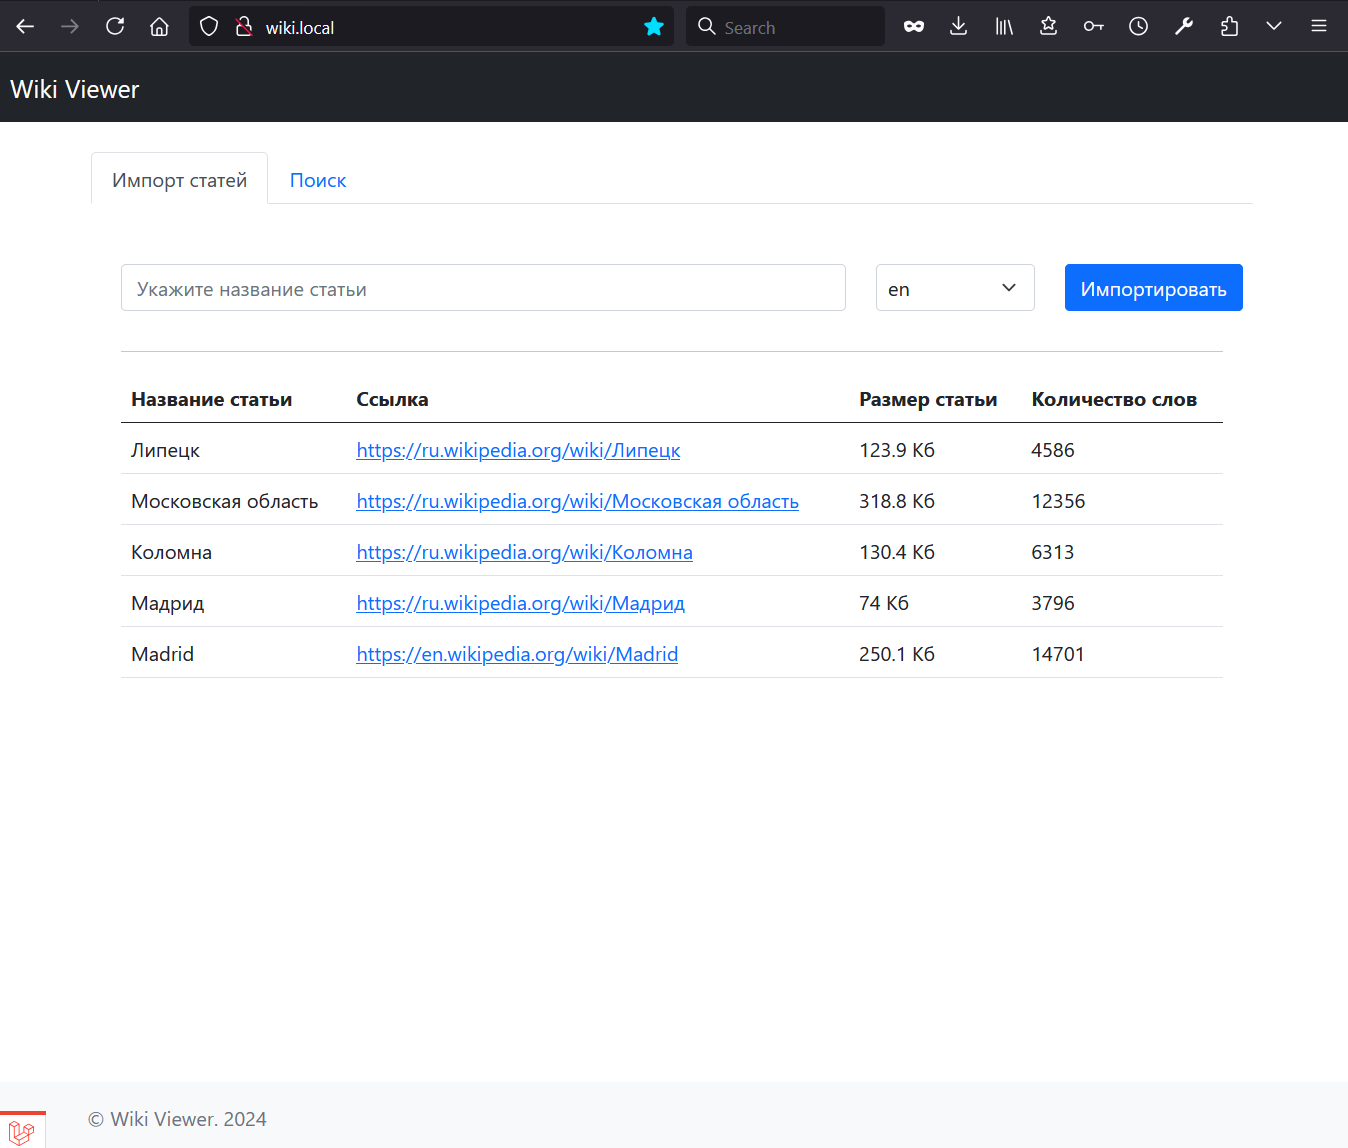 wiki.local
Search
Wiki Viewer
Импорт статей Поиск
Укажите название статьи en Импортировать
Название статьи Ссылка Размер статьи Количество слов
Липецк https://ru.wikipedia.org/wiki/Липецк 123.9 Кб 4586
Московская область https://ru.wikipedia.org/wiki/Московская область 318.8 Кб 12356
Коломна https://ru.wikipedia.org/wiki/Коломна 130.4 Кб 6313
Мадрид https://ru.wikipedia.org/wiki/Мадрид 74 Кб 3796
Madrid https://en.wikipedia.org/wiki/Madrid 250.1 Кб 14701
© Wiki Viewer. 2024